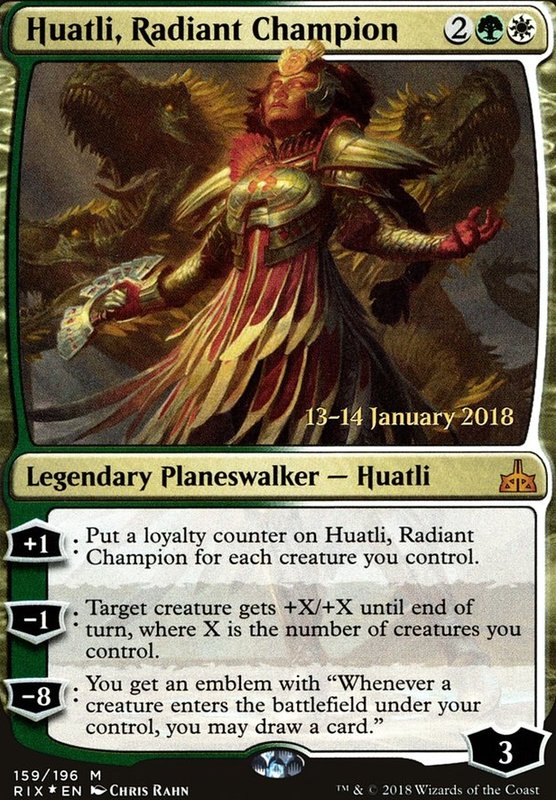 Huatli, Radiant Champion 2
13–14 January 2018
Legendary Planeswalker — Huatli
+1 : Put a loyalty counter on Huatli, Radiant
Champion for each creature you control.
−1 : Target creature gets +X/+X until end of
turn, where X is the number of creatures you
control.
−8 : You get an emblem with “Whenever a
creature enters the battlefield under your
control, you may draw a card.”
3
159/196 M
RIX★EN Chris Rahn
™ & © 2018 Wizards of the Coast